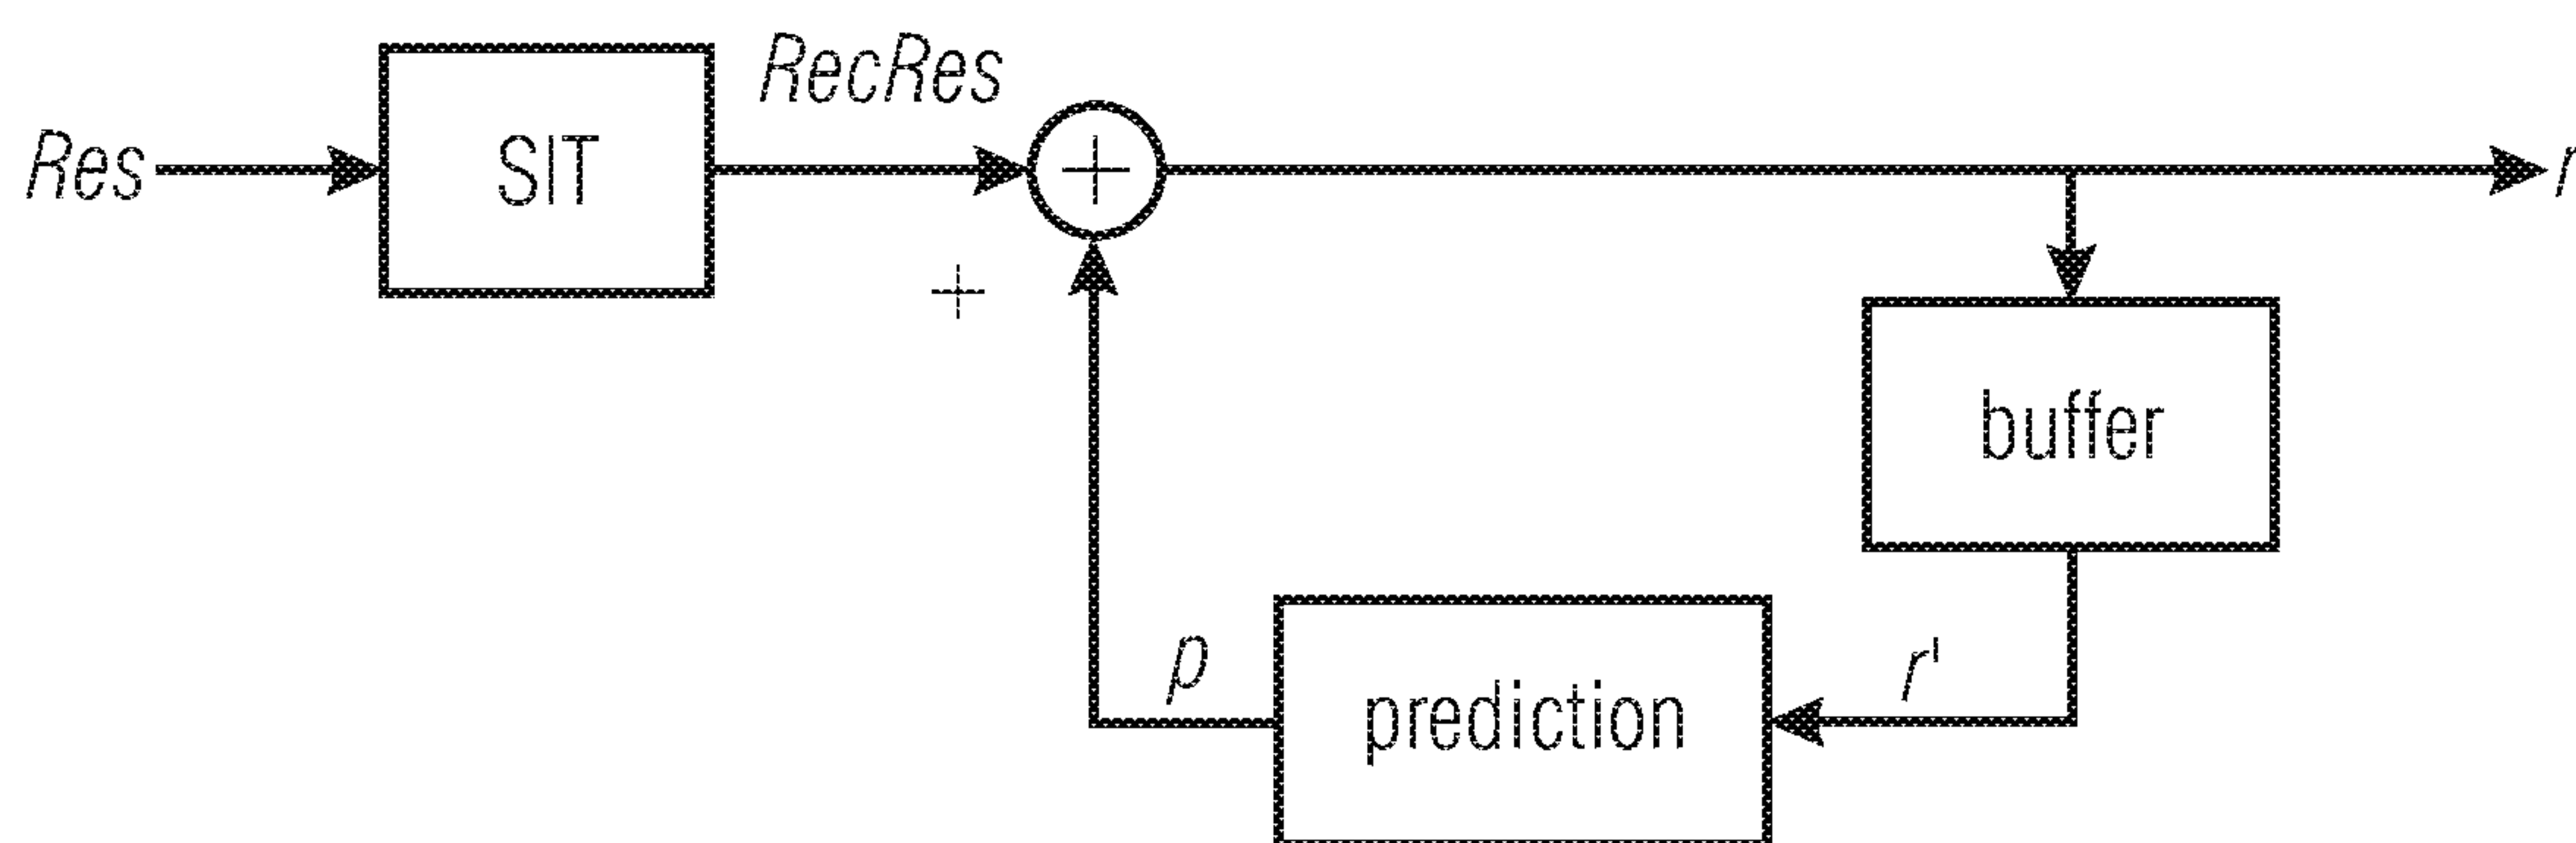 RecRes
Res
SIT
+
r
+
buffer
p
prediction
r'